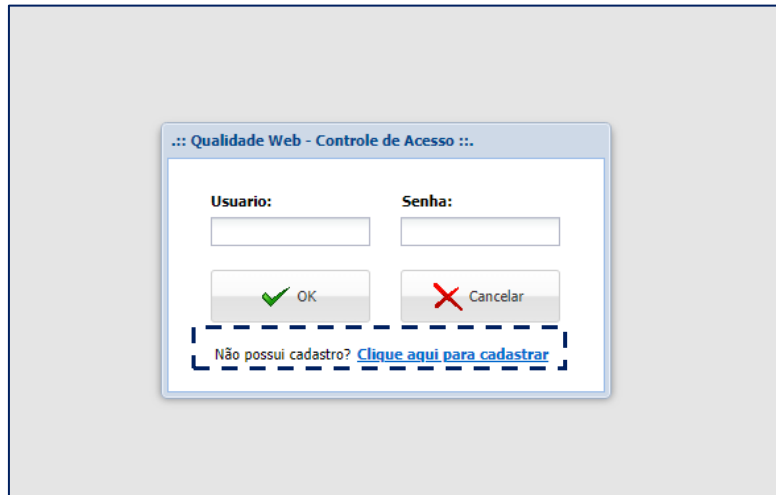 .:: Qualidade Web - Controle de Acesso ::.
Usuario: Senha:
OK Cancelar
Não possui cadastro? Clique aqui para cadastrar